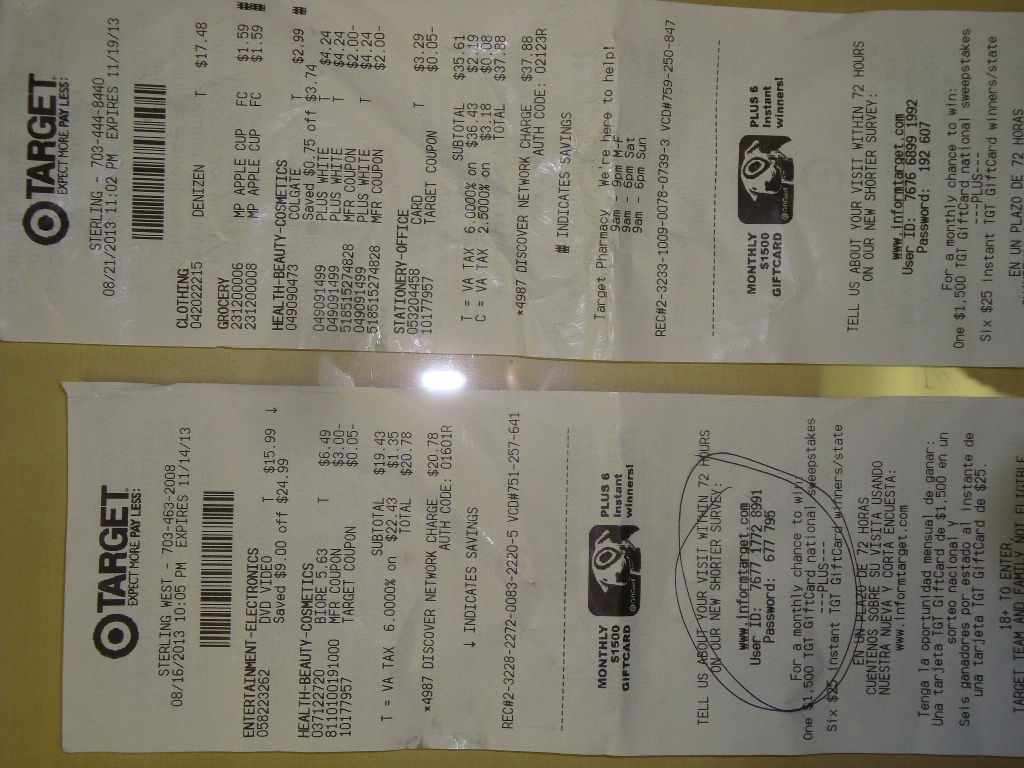 TARGET
EXPECT MORE PAY LESS:
STERLING WEST - 703-463-2008
08/16/2013 10:05 PM EXPIRES 11/14/13
ENTERTAINMENT-ELECTRONICS
058223262 DVD VIDEO T $15.99 ↓
Saved $9.00 off $24.99
HEALTH-BEAUTY-COSMETICS
037122720 BIORE 5.63 T $6.49
8110100191000 MFR COUPON $3.00-
10177957 TARGET COUPON $0.05-
SUBTOTAL $19.43
T = VA TAX 6.0000% on $22.43 $1.35
TOTAL $20.78
*4987 DISCOVER NETWORK CHARGE $20.78
AUTH CODE: 01601R
↓ INDICATES SAVINGS
REC#2-3228-2272-0083-2220-5 VCD#751-257-641
MONTHLY
$1500
GIFTCARD
PLUS 6
Instant
winners!
TELL US ABOUT YOUR VISIT WITHIN 72 HOURS
ON OUR NEW SHORTER SURVEY:
www.informtarget.com
User ID: 7677 1772 8991
Password: 677 795
For a monthly chance to win:
One $1,500 TGT GiftCard national sweepstakes
----PLUS----
Six $25 instant TGT GiftCard winners/state
EN UN PLAZO DE 72 HORAS
CUÉNTENOS SOBRE SU VISITA USANDO
NUESTRA NUEVA Y CORTA ENCUESTA:
www.informtarget.com
Tenga la oportunidad mensual de ganar:
Una tarjeta TGT GiftCard de $1,500 en un
sorteo nacional y
Seis ganadores por estado al instante de
una tarjeta TGT GiftCard de $25.
18+ TO ENTER.
TARGET TEAM AND FAMILY NOT ELIGIBLE
TARGET
EXPECT MORE PAY LESS:
STERLING - 703-444-8440
08/21/2013 11:02 PM EXPIRES 11/19/13
CLOTHING
042022215 DENIZEN T $17.48
GROCERY
231200006 MP APPLE CUP FC $1.59 ##
231200008 MP APPLE CUP FC $1.59 ##
HEALTH-BEAUTY-COSMETICS
049090473 COLGATE T $2.99 #
Saved $0.75 off $3.74
049091499 PLUS WHITE T $4.24
049091499 PLUS WHITE T $4.24
518515274828 MFR COUPON $2.00-
049091499 PLUS WHITE T $4.24
518515274828 MFR COUPON $2.00-
STATIONERY-OFFICE
053204458 CARD T $3.29
10177957 TARGET COUPON $0.05-
SUBTOTAL $35.61
T = VA TAX 6.0000% on $36.43 $2.19
C = VA TAX 2.5000% on $3.18 $0.08
TOTAL $37.88
*4987 DISCOVER NETWORK CHARGE $37.88
AUTH CODE: 02123R
## INDICATES SAVINGS
Target Pharmacy. We're here to help!
9am - 9pm M-F
9am - 6pm Sat
9am - 6pm Sun
REC#2-3233-1009-0078-0739-3 VCD#759-250-847
MONTHLY
$1500
GIFTCARD
PLUS 6
Instant
winners!
TELL US ABOUT YOUR VISIT WITHIN 72 HOURS
ON OUR NEW SHORTER SURVEY:
www.informtarget.com
User ID: 7676 6899 1992
Password: 192 607
For a monthly chance to win:
One $1,500 TGT GiftCard national sweepstakes
----PLUS----
Six $25 instant TGT GiftCard winners/state
EN UN PLAZO DE 72 HORAS